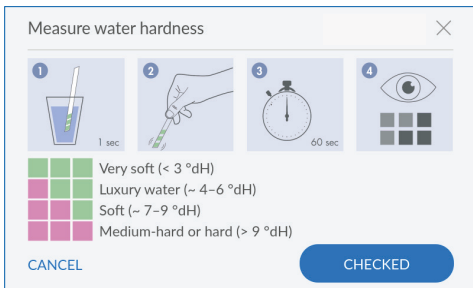 Measure water hardness
1
2
3
4
1 sec
60 sec
Very soft (< 3 °dH)
Luxury water (~ 4–6 °dH)
Soft (~ 7–9 °dH)
Medium-hard or hard (> 9 °dH)
CANCEL
CHECKED